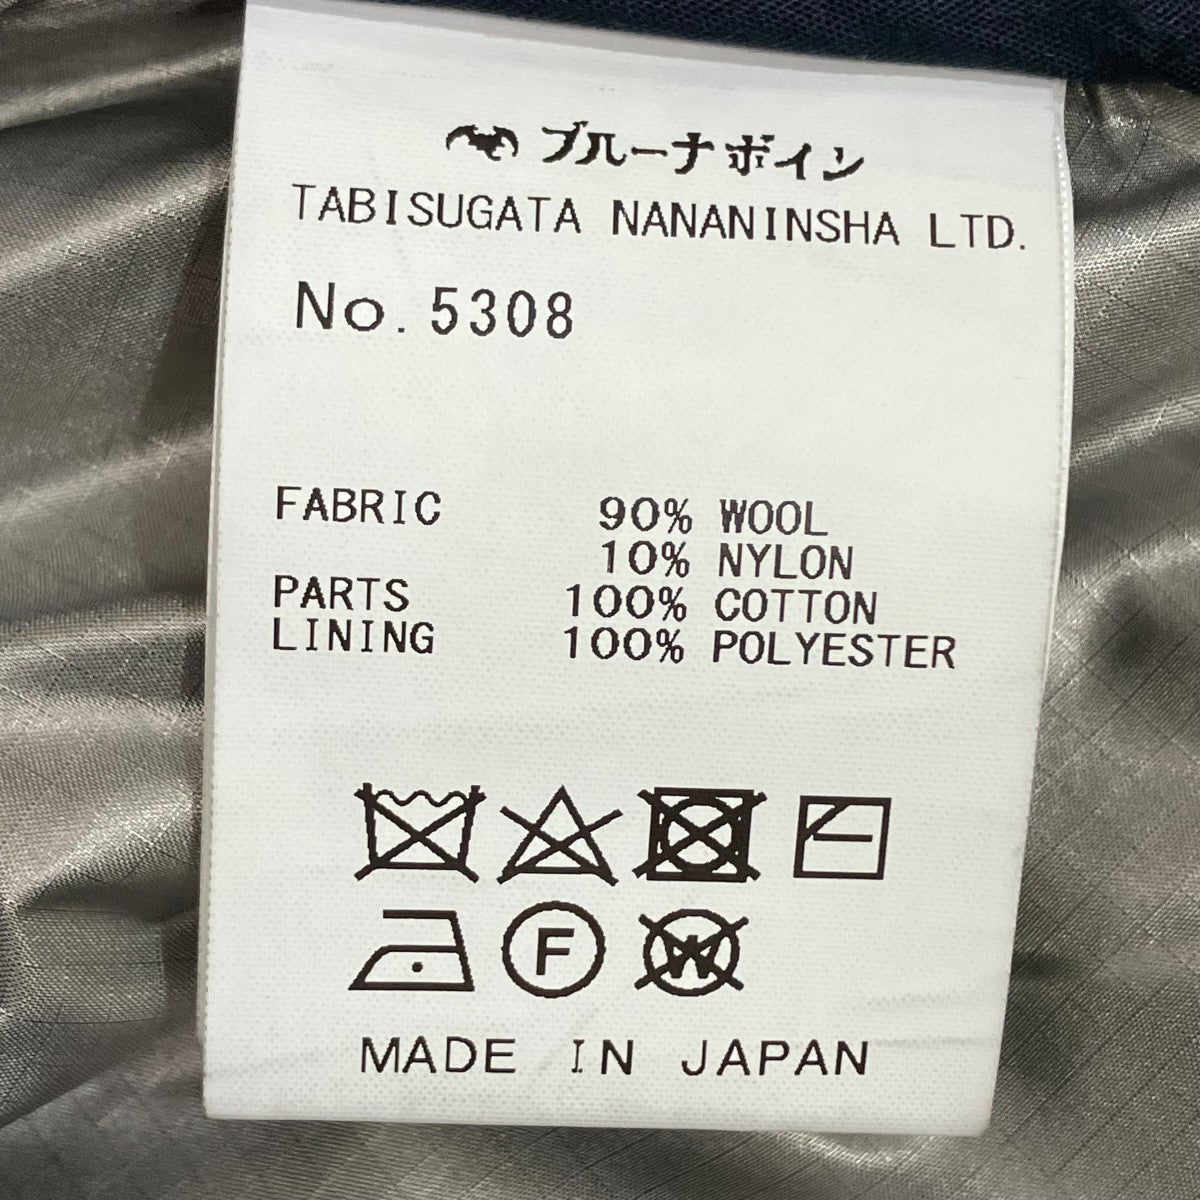 ブルーナボイン
TABISUGATA NANANINSHA LTD.
No. 5308
FABRIC 90% WOOL
10% NYLON
PARTS 100% COTTON
LINING 100% POLYESTER
F W
MADE IN JAPAN